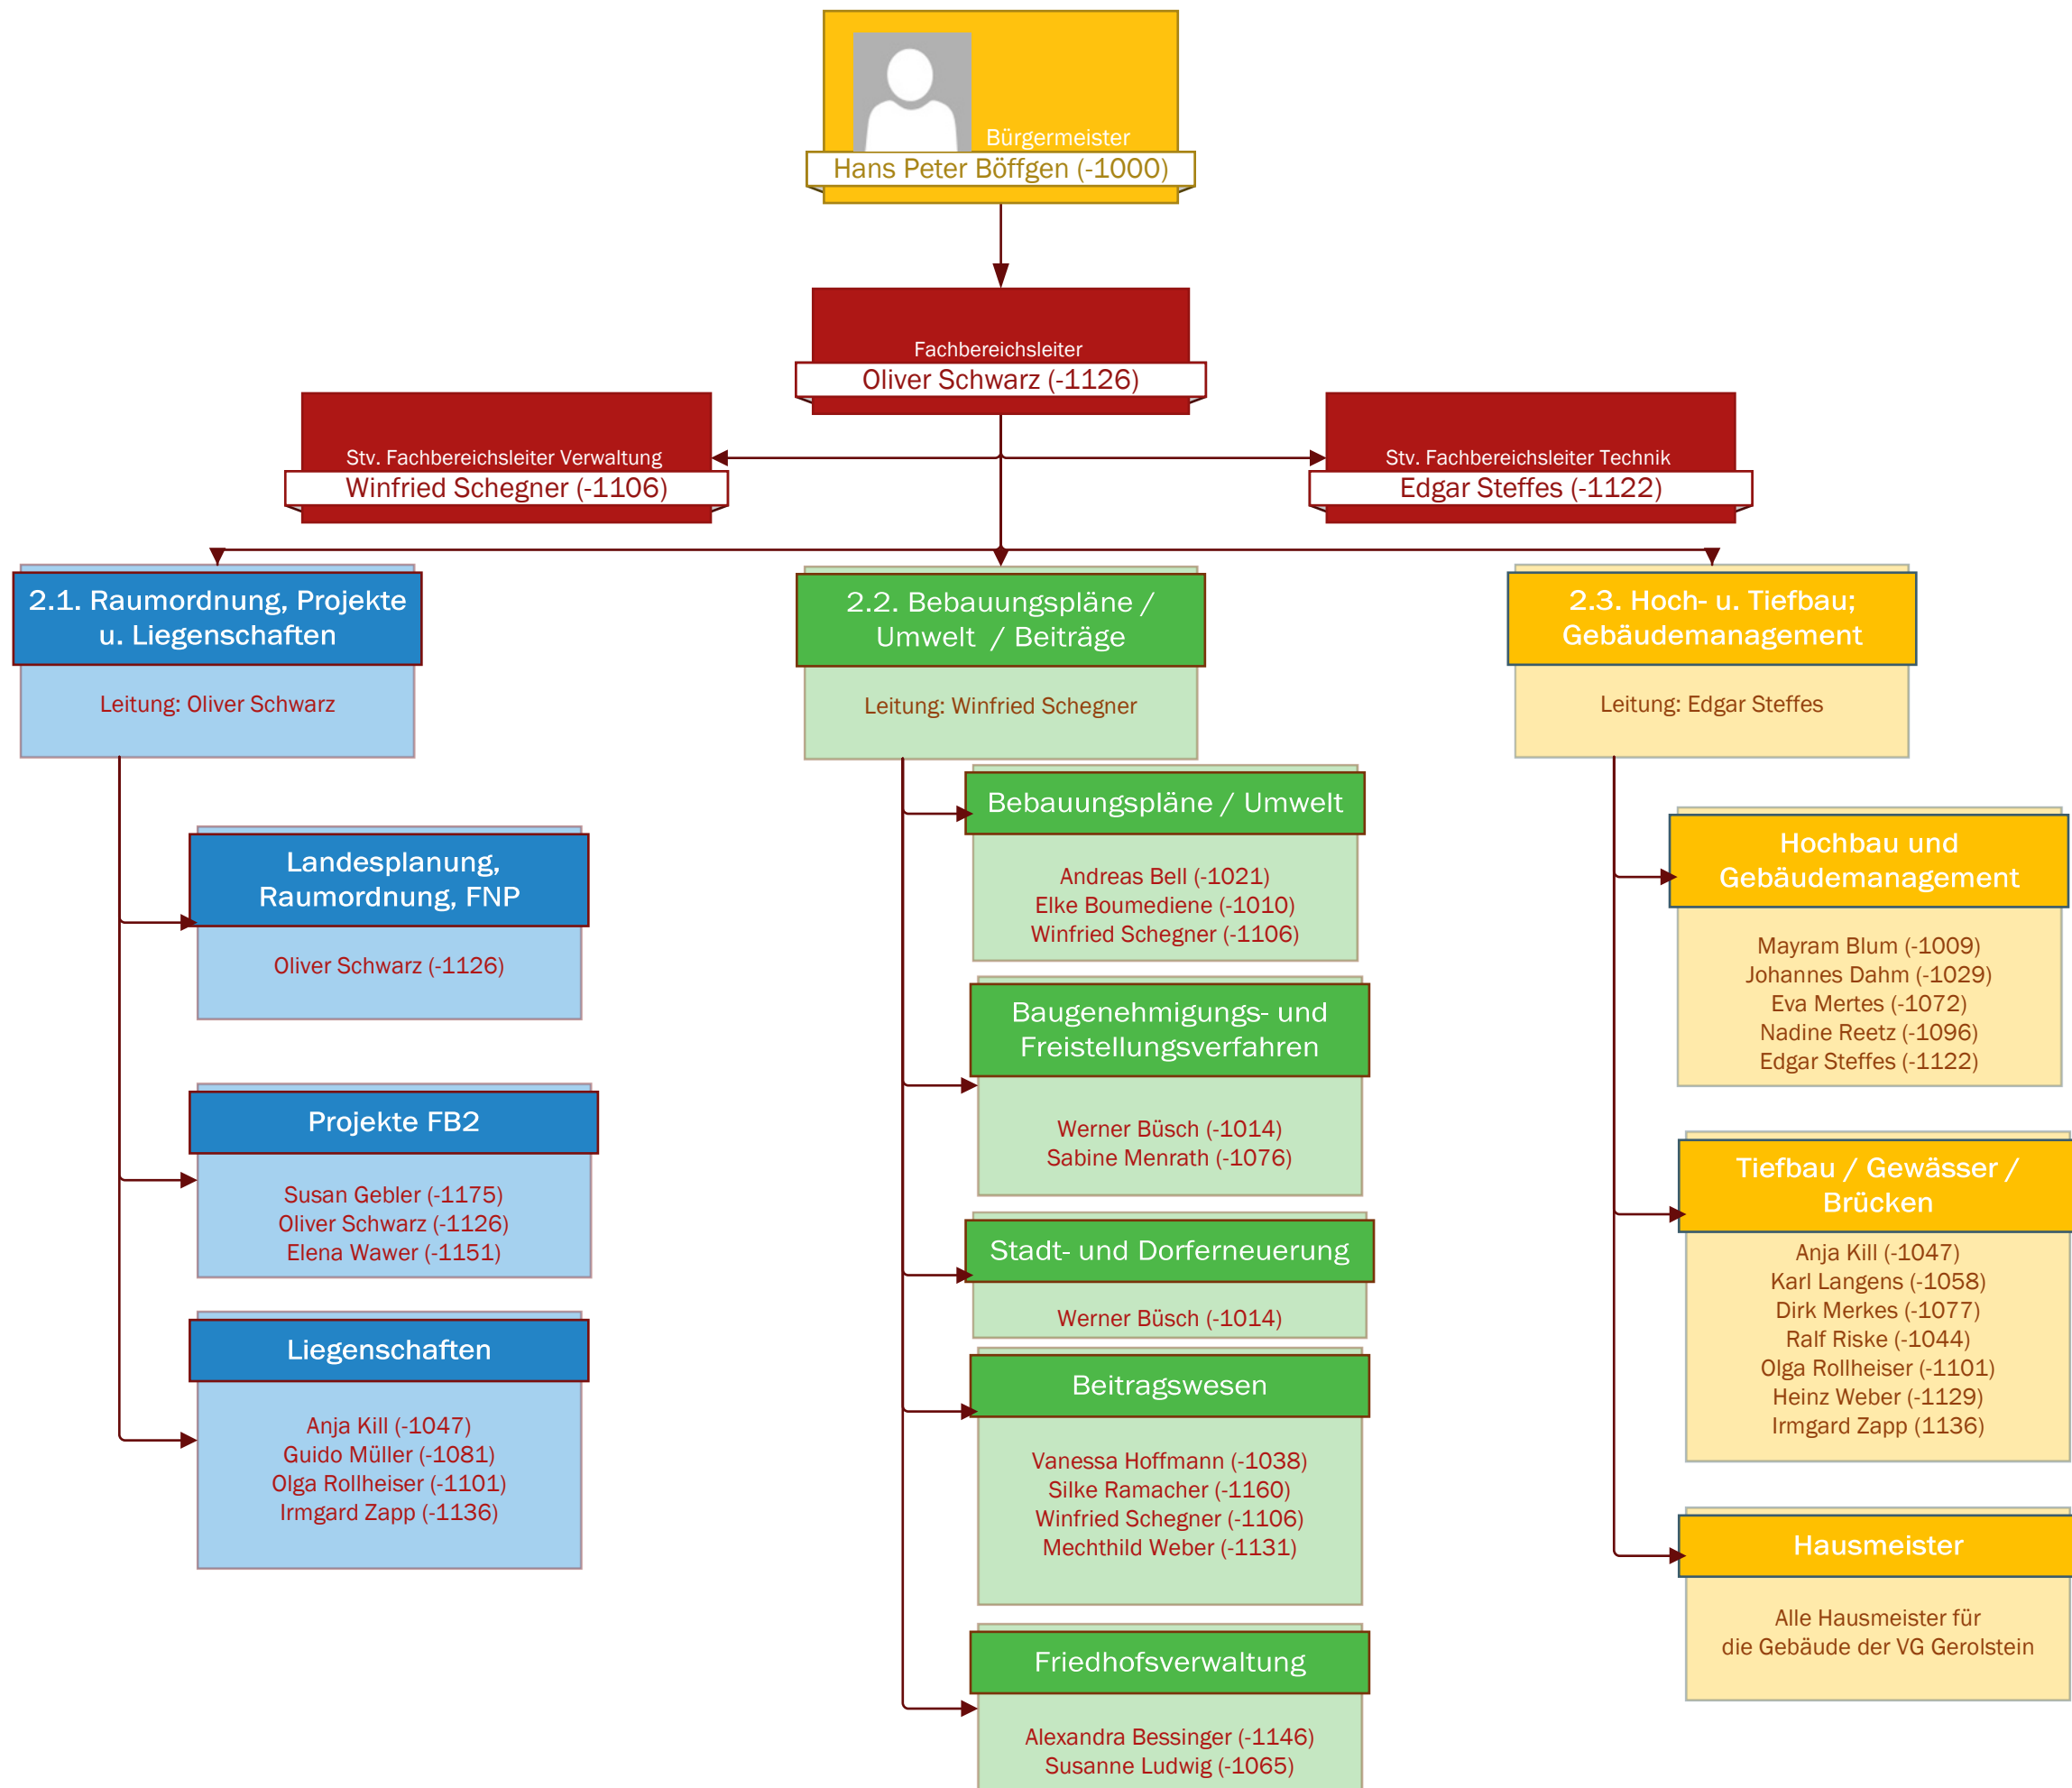 Bürgermeister
Hans Peter Böffgen (-1000)
Fachbereichsleiter
Oliver Schwarz (-1126)
Stv. Fachbereichsleiter Verwaltung
Winfried Schegner (-1106)
Stv. Fachbereichsleiter Technik
Edgar Steffes (-1122)
2.1. Raumordnung, Projekte
u. Liegenschaften
Leitung: Oliver Schwarz
Landesplanung,
Raumordnung, FNP
Oliver Schwarz (-1126)
Projekte FB2
Susan Gebler (-1175)
Oliver Schwarz (-1126)
Elena Wawer (-1151)
Liegenschaften
Anja Kill (-1047)
Guido Müller (-1081)
Olga Rollheiser (-1101)
Irmgard Zapp (-1136)
2.2. Bebauungspläne /
Umwelt / Beiträge
Leitung: Winfried Schegner
Bebauungspläne / Umwelt
Andreas Bell (-1021)
Elke Boumediene (-1010)
Winfried Schegner (-1106)
Baugenehmigungs- und
Freistellungsverfahren
Werner Büsch (-1014)
Sabine Menrath (-1076)
Stadt- und Dorferneuerung
Werner Büsch (-1014)
Beitragswesen
Vanessa Hoffmann (-1038)
Silke Ramacher (-1160)
Winfried Schegner (-1106)
Mechthild Weber (-1131)
Friedhofsverwaltung
Alexandra Bessinger (-1146)
Susanne Ludwig (-1065)
2.3. Hoch- u. Tiefbau;
Gebäudemanagement
Leitung: Edgar Steffes
Hochbau und
Gebäudemanagement
Mayram Blum (-1009)
Johannes Dahm (-1029)
Eva Mertes (-1072)
Nadine Reetz (-1096)
Edgar Steffes (-1122)
Tiefbau / Gewässer /
Brücken
Anja Kill (-1047)
Karl Langens (-1058)
Dirk Merkes (-1077)
Ralf Riske (-1044)
Olga Rollheiser (-1101)
Heinz Weber (-1129)
Irmgard Zapp (1136)
Hausmeister
Alle Hausmeister für
die Gebäude der VG Gerolstein